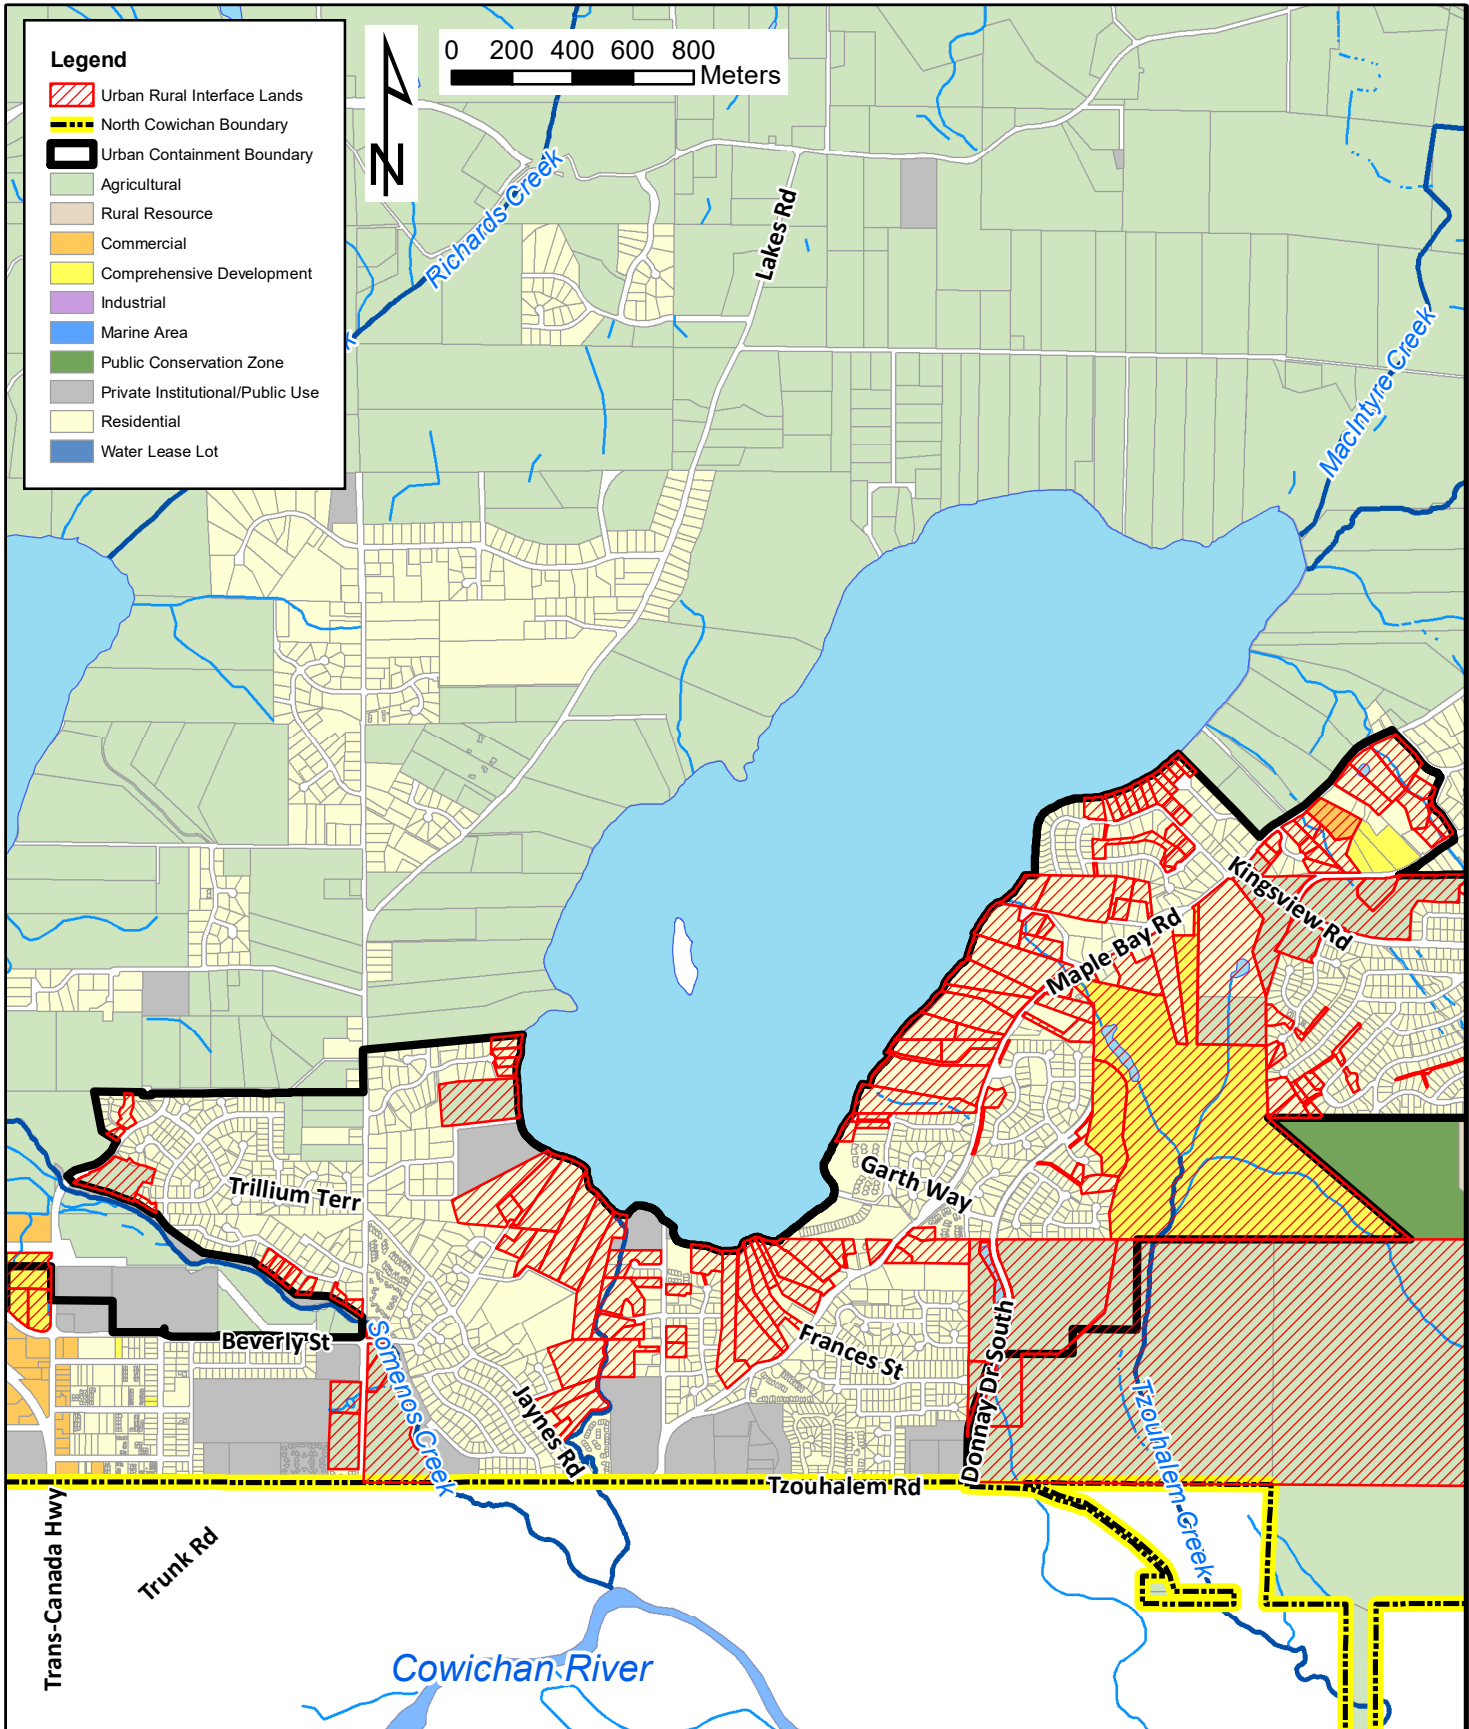 Legend
Urban Rural Interface Lands
North Cowichan Boundary
Urban Containment Boundary
Agricultural
Rural Resource
Commercial
Comprehensive Development
Industrial
Marine Area
Public Conservation Zone
Private Institutional/Public Use
Residential
Water Lease Lot
N
0 200 400 600 800
Meters
Richards Creek
Lakes Rd
MacIntyre Creek
Kingsview Rd
Maple Bay Rd
Garth Way
Trillium Terr
Beverly St
Somenos Creek
Jaynes Rd
Frances St
Donnay Dr South
Tzouhalem Creek
Tzouhalem Rd
Trans-Canada Hwy
Trunk Rd
Cowichan River